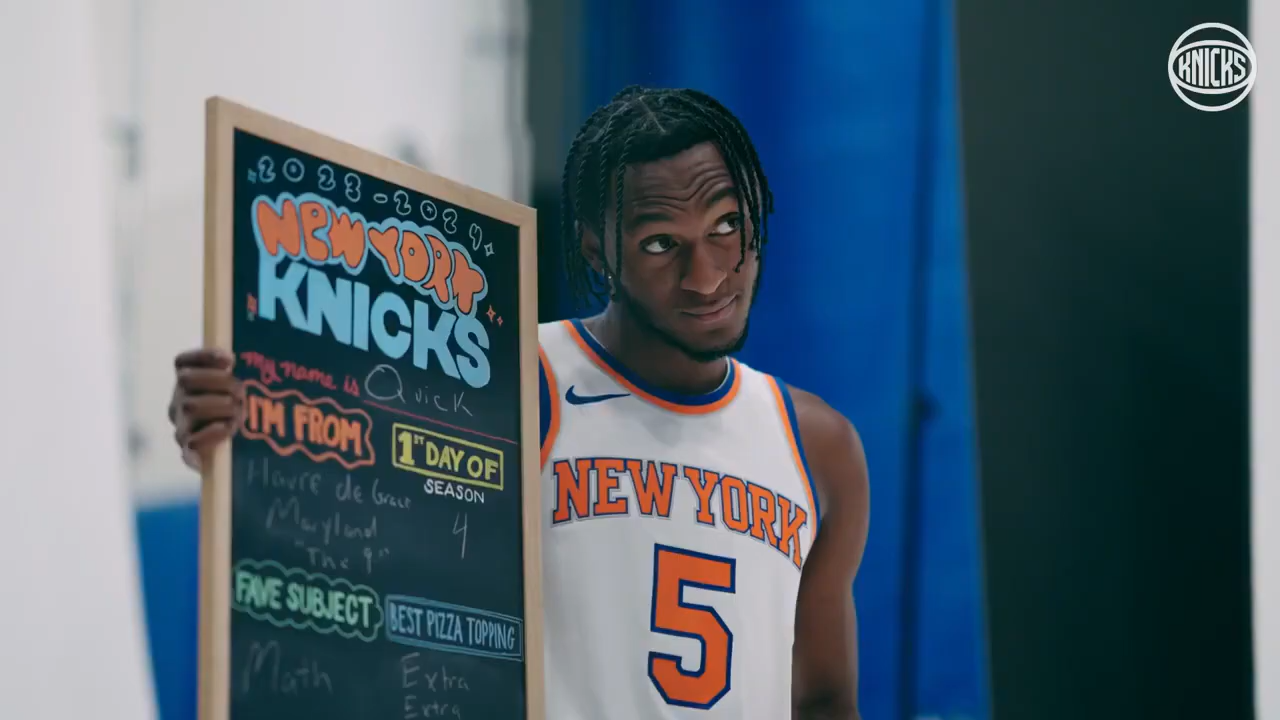 KNICKS
2023-2024
NEW YORK
KNICKS
My name is Quick
I'M FROM
1ST DAY OF
SEASON
Havre de Grace
Maryland
"The 9"
4
FAVE SUBJECT
BEST PIZZA TOPPING
Math
Extra
Extra
NEW YORK
5